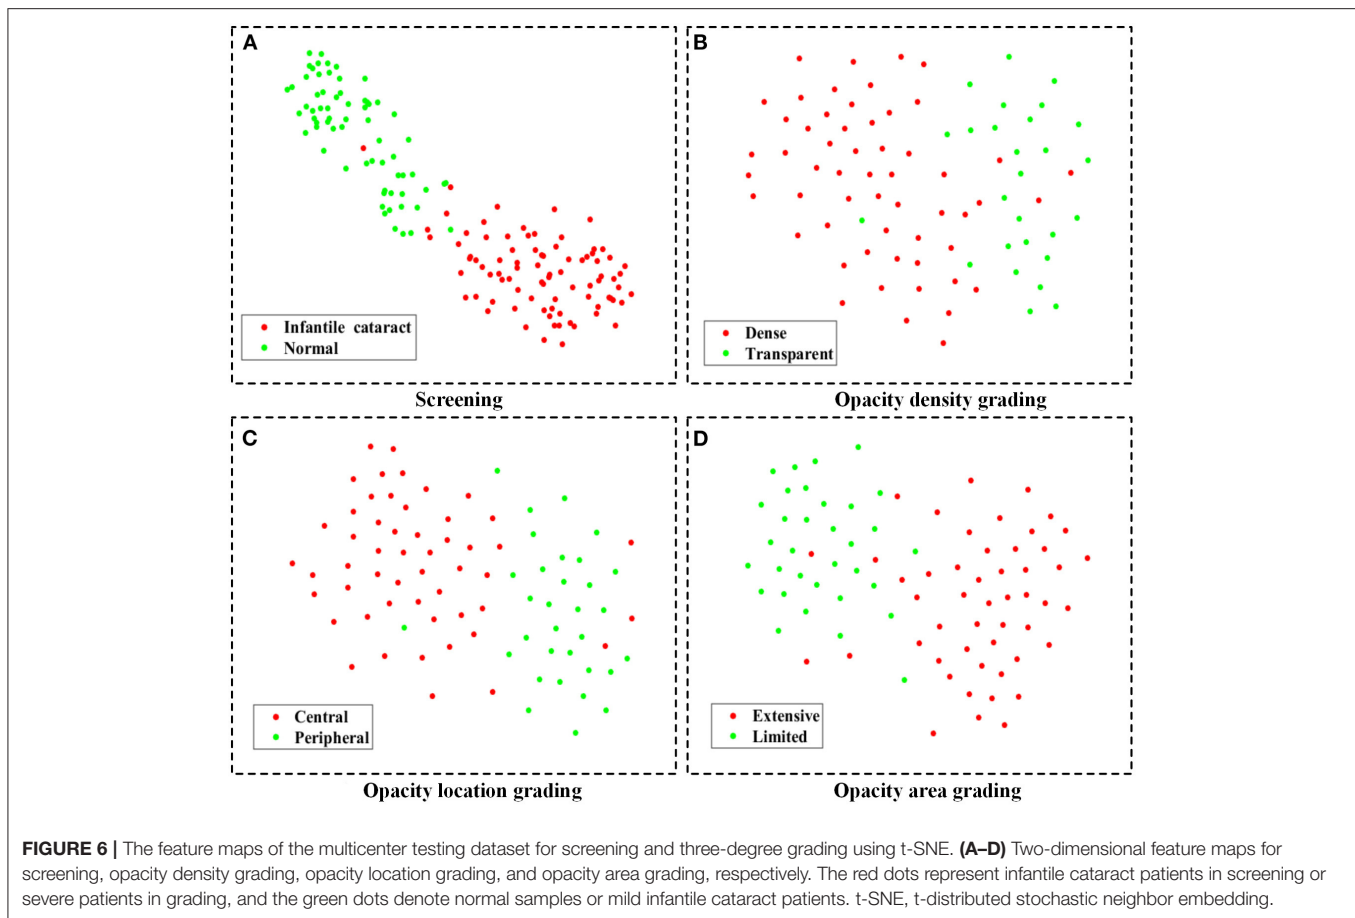 A
Infantile cataract
Normal
Screening
B
Dense
Transparent
Opacity density grading
C
Central
Peripheral
Opacity location grading
D
Extensive
Limited
Opacity area grading
FIGURE 6 | The feature maps of the multicenter testing dataset for screening and three-degree grading using t-SNE. (A–D) Two-dimensional feature maps for
screening, opacity density grading, opacity location grading, and opacity area grading, respectively. The red dots represent infantile cataract patients in screening or
severe patients in grading, and the green dots denote normal samples or mild infantile cataract patients. t-SNE, t-distributed stochastic neighbor embedding.